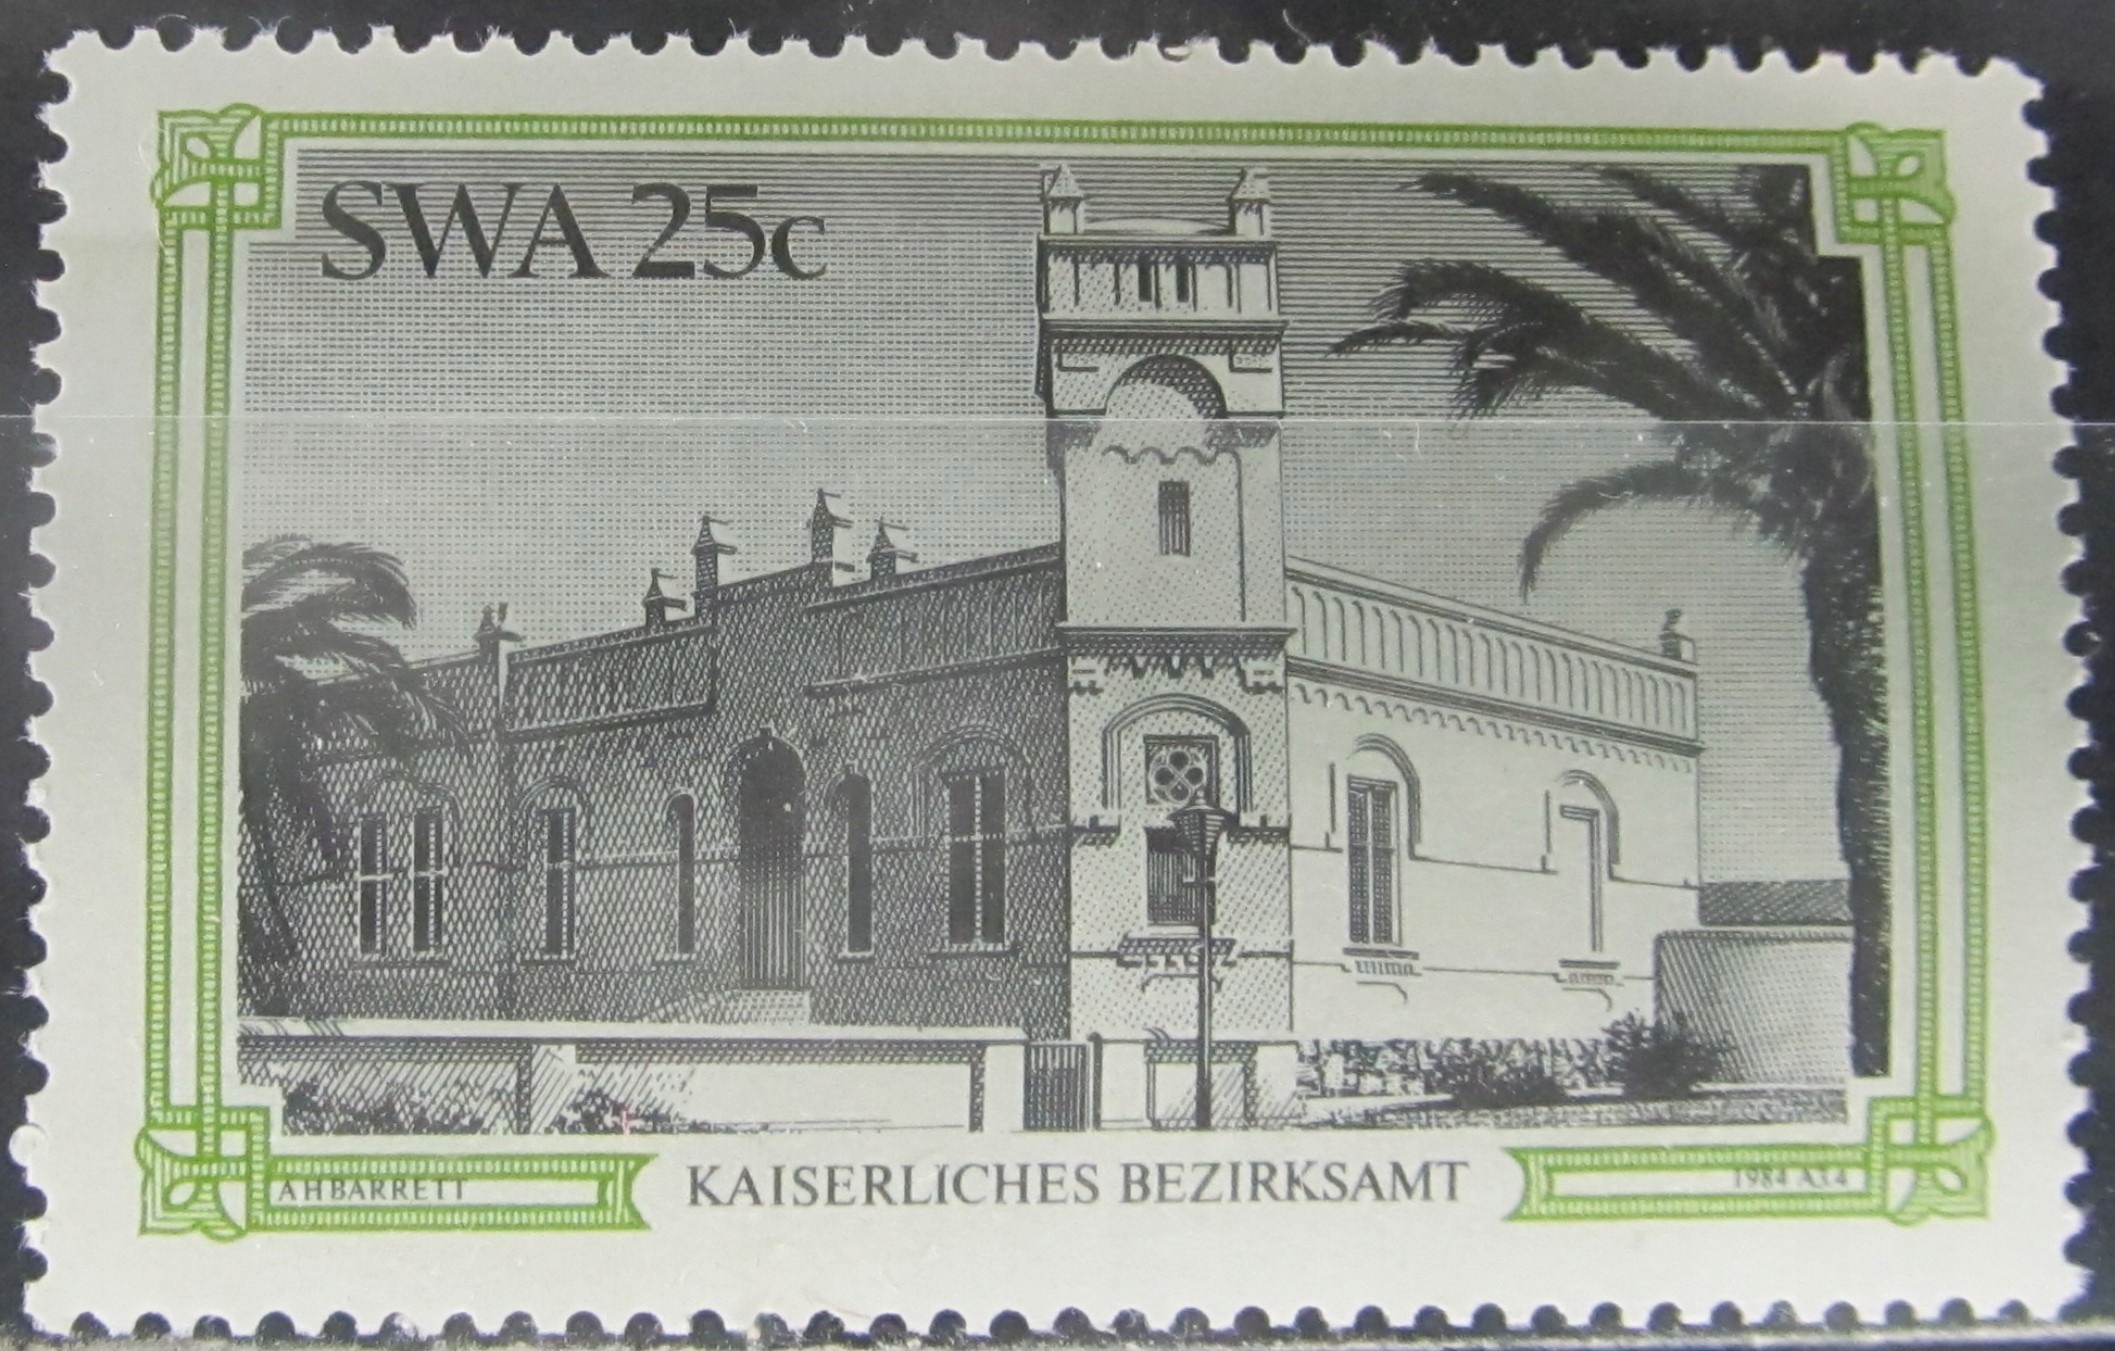 SWA 25c
KAISERLICHES BEZIRKSAMT
A H BARRETT
1984